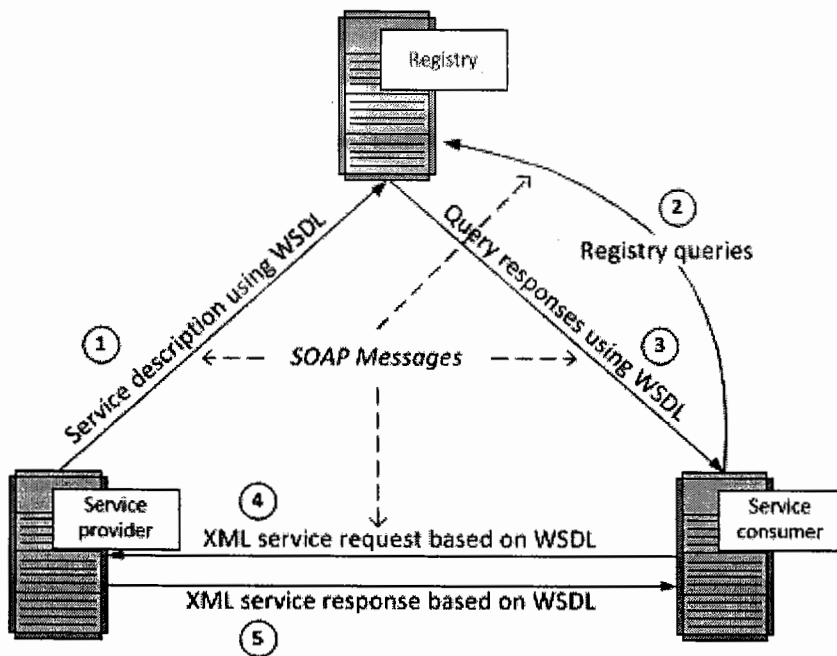 Registry
2
Registry queries
Service description using WSDL
1
Query responses using WSDL
3
SOAP Messages
Service
provider
Service
consumer
4
XML service request based on WSDL
XML service response based on WSDL
5